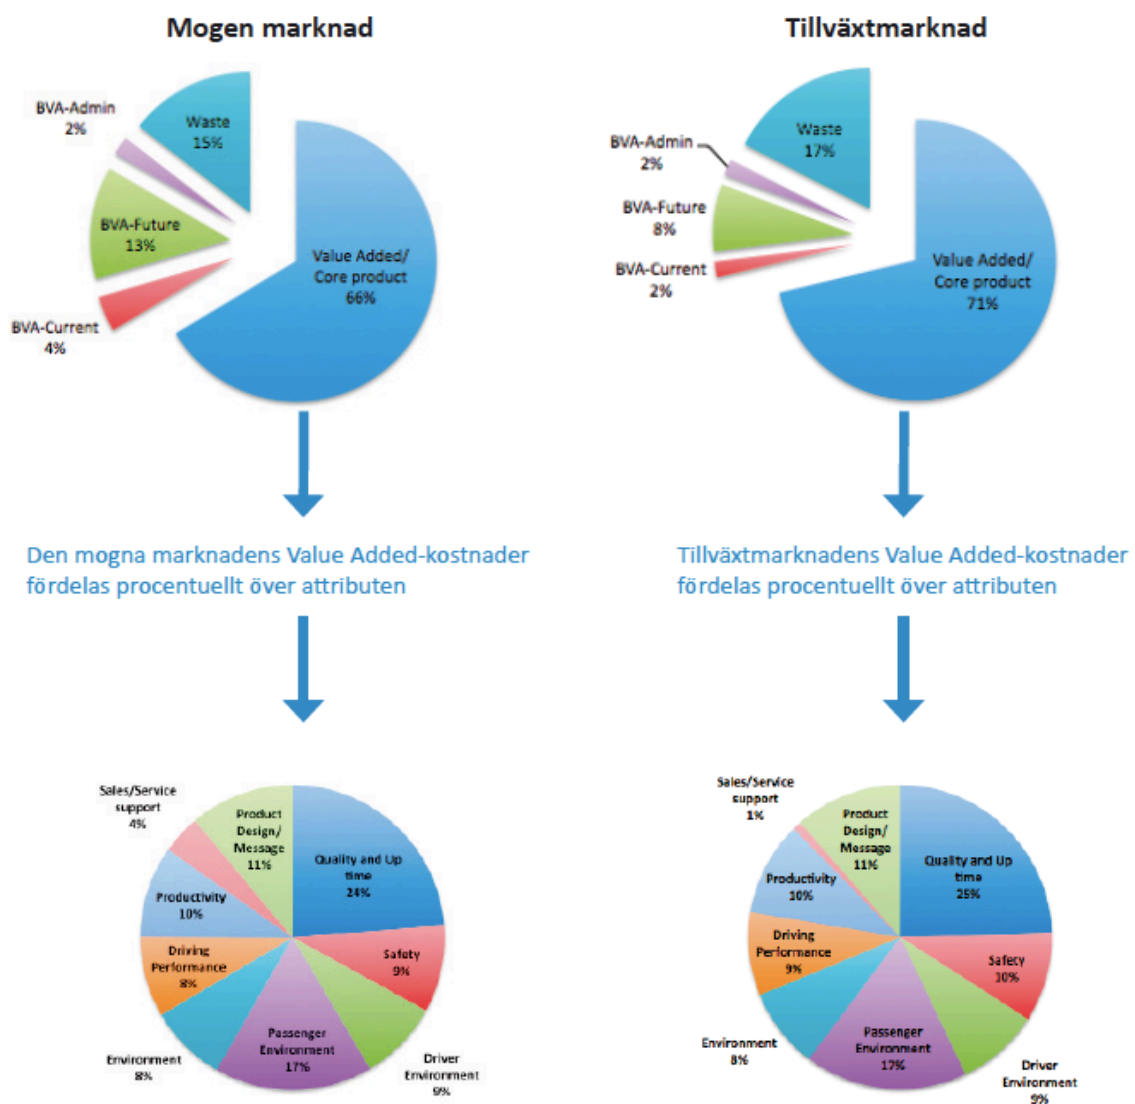 Mogen marknad
BVA-Admin
2%
Waste
15%
BVA-Future
13%
Value Added/
Core product
66%
BVA-Current
4%
Tillväxtmarknad
BVA-Admin
2%
Waste
17%
BVA-Future
8%
BVA-Current
2%
Value Added/
Core product
71%
Den mogna marknadens Value Added-kostnader
fördelas procentuellt över attributen
Tillväxtmarknadens Value Added-kostnader
fördelas procentuellt över attributen
Sales/Service
support
4%
Product
Design/
Message
11%
Quality and Up
time
24%
Productivity
10%
Driving
Performance
8%
Safety
9%
Environment
8%
Passenger
Environment
17%
Driver
Environment
9%
Sales/Service
support
1%
Product
Design/
Message
11%
Quality and Up
time
25%
Productivity
10%
Driving
Performance
9%
Safety
10%
Environment
8%
Passenger
Environment
17%
Driver
Environment
9%